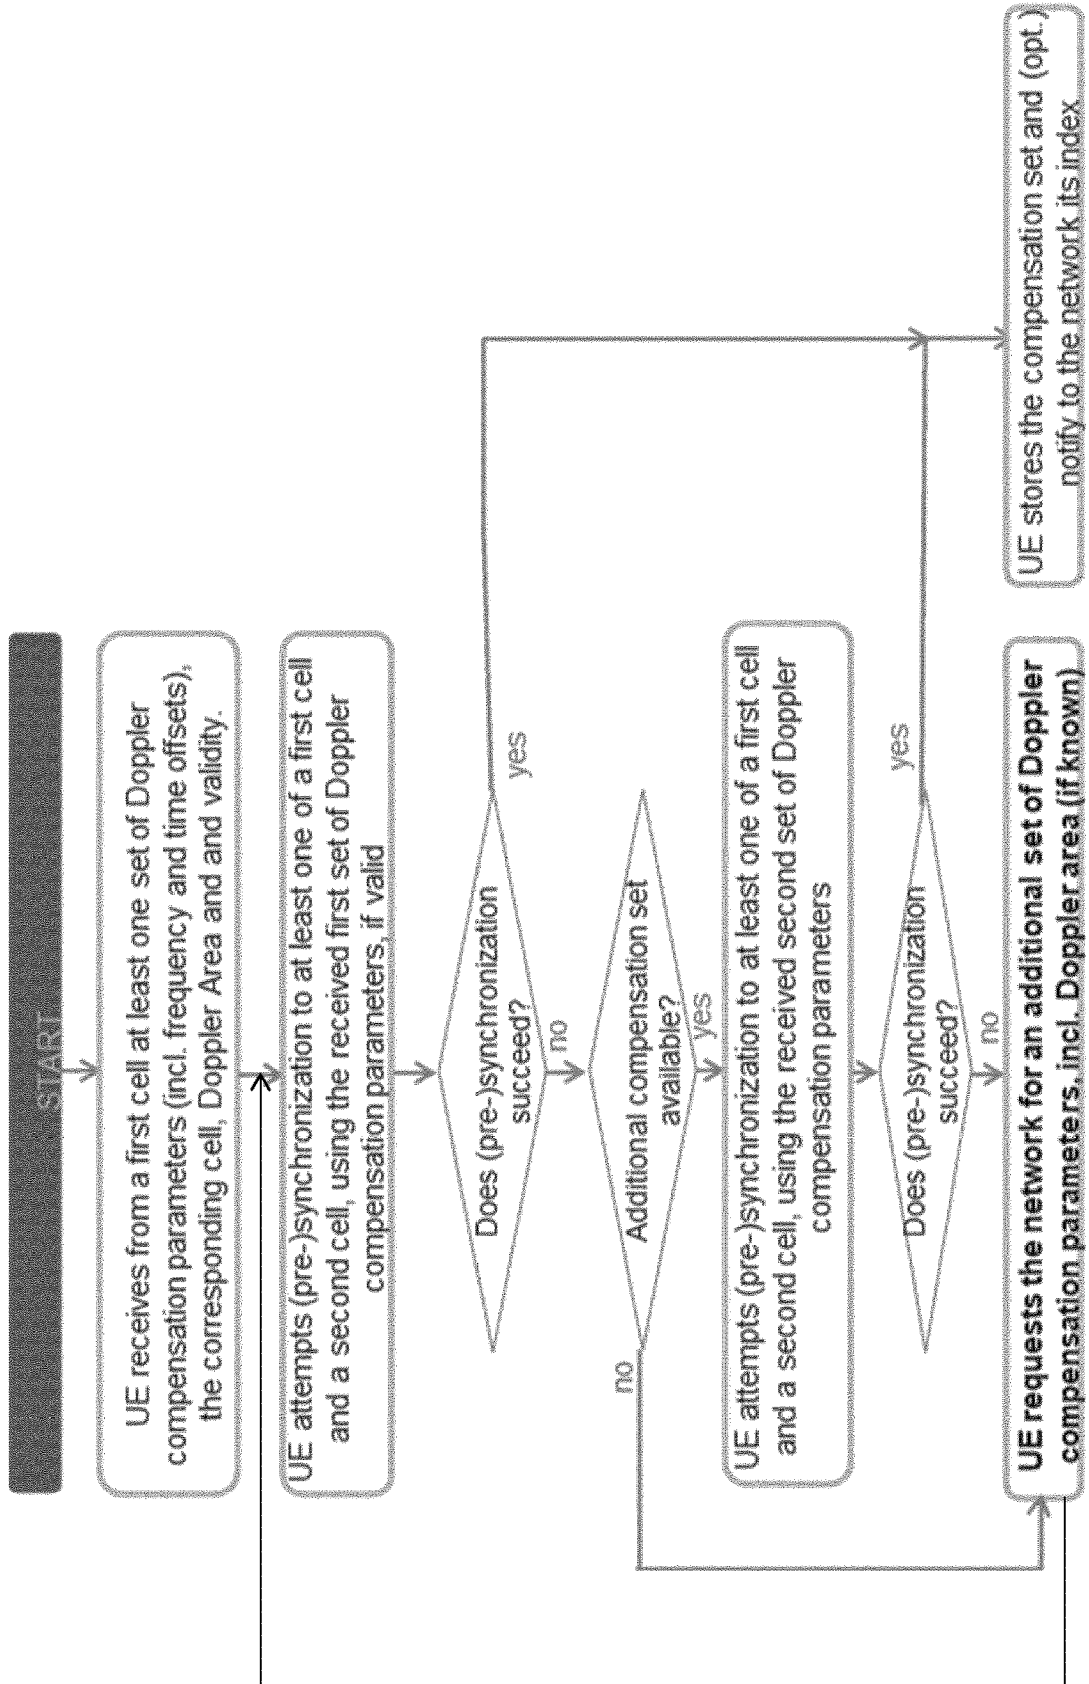 START
UE receives from a first cell at least one set of Doppler
compensation parameters (incl. frequency and time offsets),
the corresponding cell, Doppler Area and and validity.
UE attempts (pre-)synchronization to at least one of a first cell
and a second cell, using the received first set of Doppler
compensation parameters, if valid
Does (pre-)synchronization
succeed?
yes
no
Additional compensation set
available?
no
yes
UE attempts (pre-)synchronization to at least one of a first cell
and a second cell, using the received second set of Doppler
compensation parameters
Does (pre-)synchronization
succeed?
yes
no
UE requests the network for an additional set of Doppler
compensation parameters, incl. Doppler area (if known)
UE stores the compensation set and (opt.)
notify to the network its index